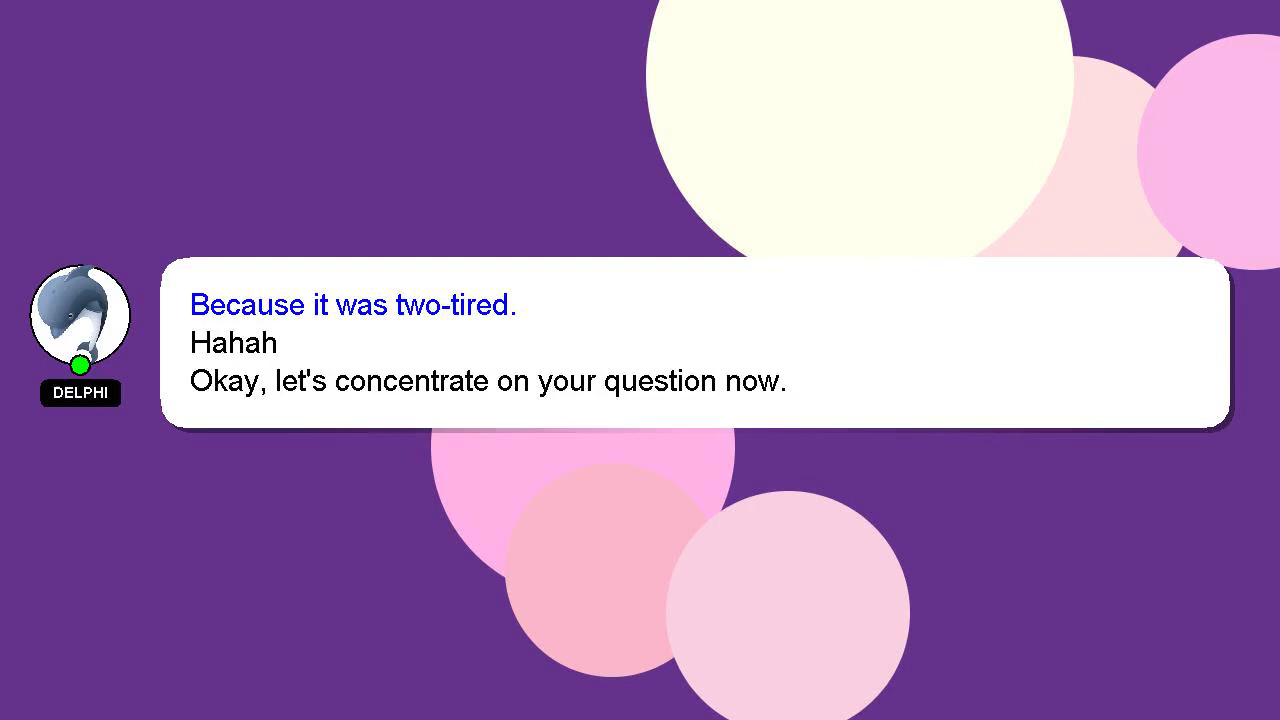 Because it was two-tired.
Hahah
Okay, let's concentrate on your question now.
DELPHI